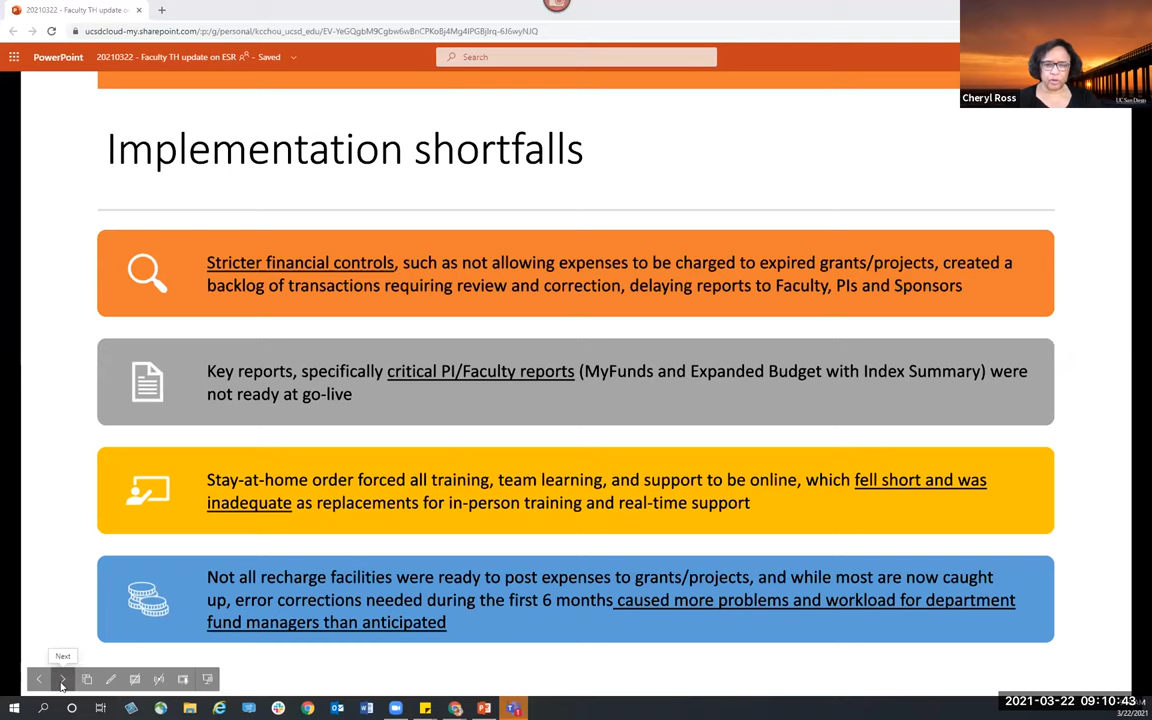 20210322 - Faculty TH update o
ucsdcloud-my.sharepoint.com/:p:/g/personal/kcchou_ucsd_edu/EV-YeGQgbM9Cgbw6wBnCPKoBj4Mg4IPGBjlrq-6J6wyNJQ
PowerPoint
20210322 - Faculty TH update on ESR - Saved
Search
Cheryl Ross
UC San Diego
Implementation shortfalls
Stricter financial controls, such as not allowing expenses to be charged to expired grants/projects, created a
backlog of transactions requiring review and correction, delaying reports to Faculty, PIs and Sponsors
Key reports, specifically critical PI/Faculty reports (MyFunds and Expanded Budget with Index Summary) were
not ready at go-live
Stay-at-home order forced all training, team learning, and support to be online, which fell short and was
inadequate as replacements for in-person training and real-time support
Not all recharge facilities were ready to post expenses to grants/projects, and while most are now caught
up, error corrections needed during the first 6 months caused more problems and workload for department
fund managers than anticipated
Next
2021-03-22 09:10:43
3/22/2021